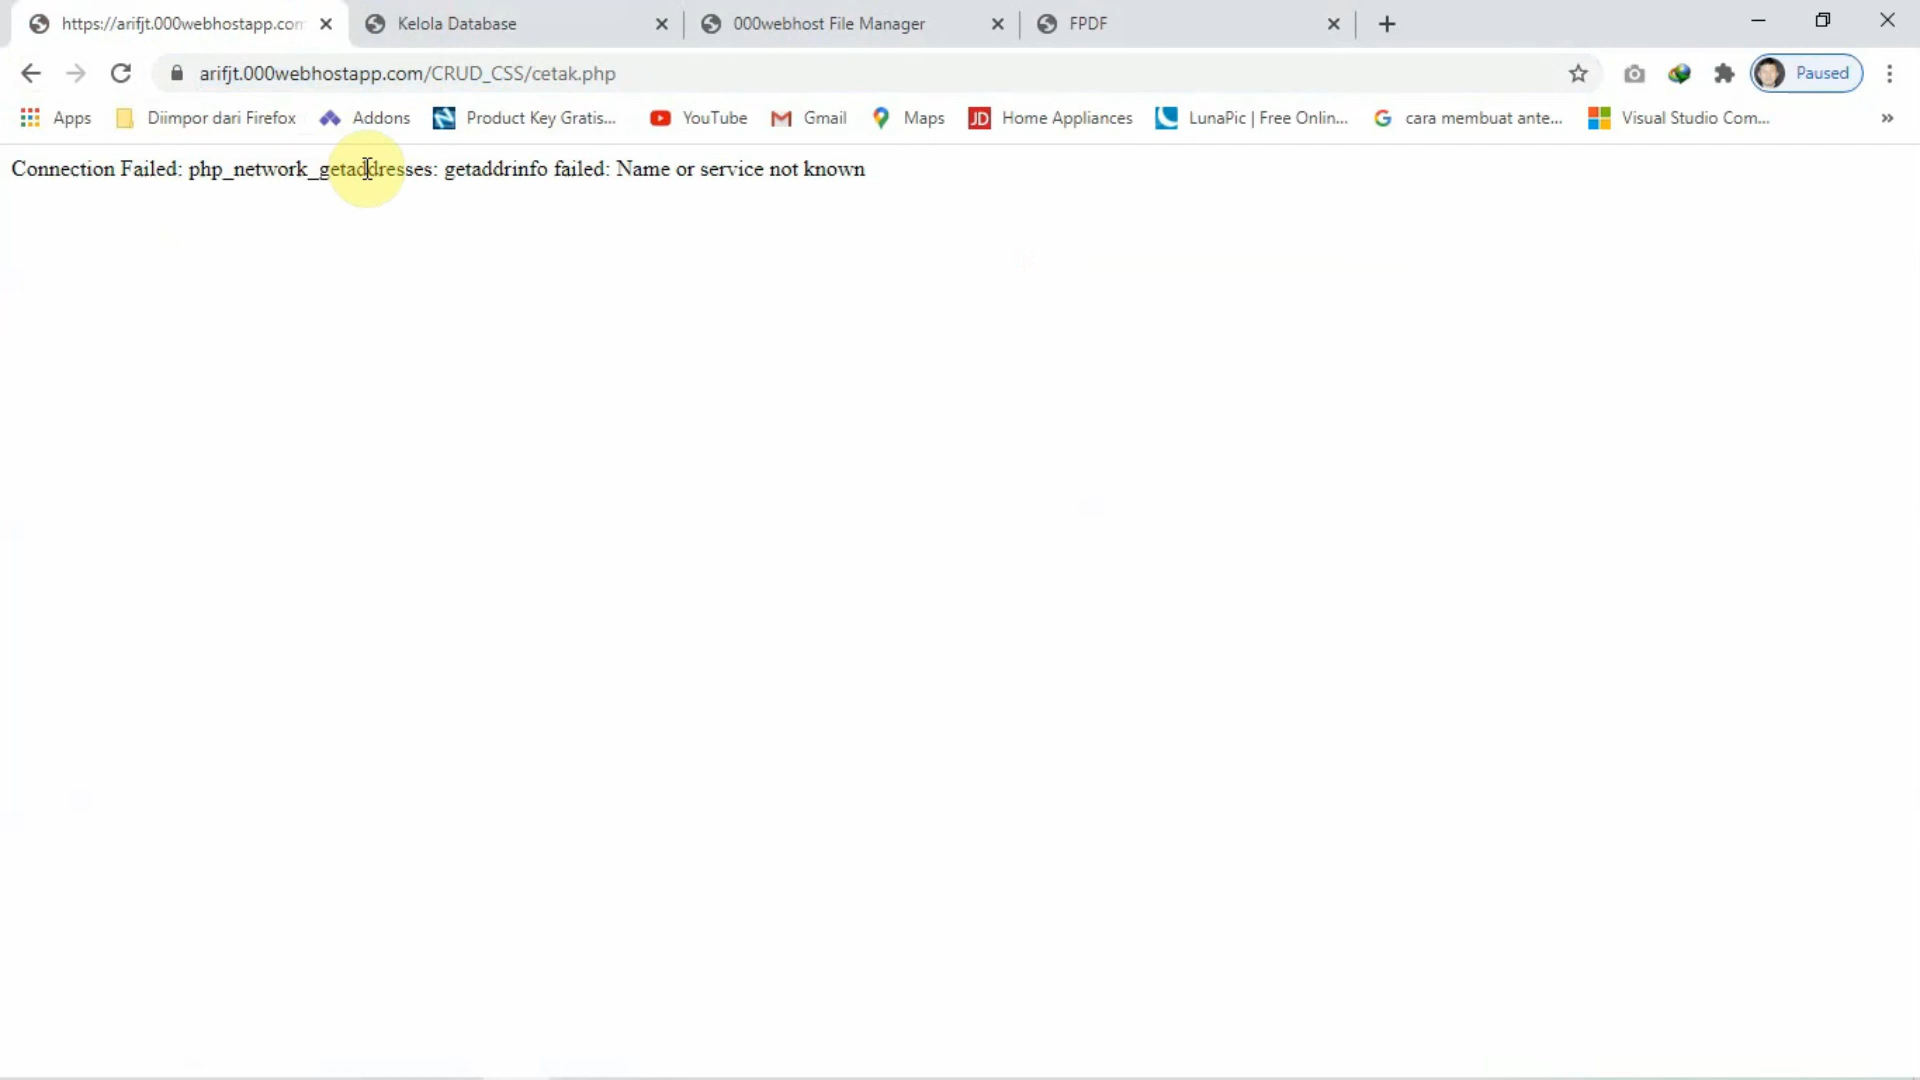 https://arifjt.000webhostapp.com
Kelola Database
000webhost File Manager
FPDF
arifjt.000webhostapp.com/CRUD_CSS/cetak.php
Paused
Apps
Diimpor dari Firefox
Addons
Product Key Gratis...
YouTube
Gmail
Maps
JD Home Appliances
LunaPic | Free Onlin...
cara membuat ante...
Visual Studio Com...
»
Connection Failed: php_network_getaddresses: getaddrinfo failed: Name or service not known